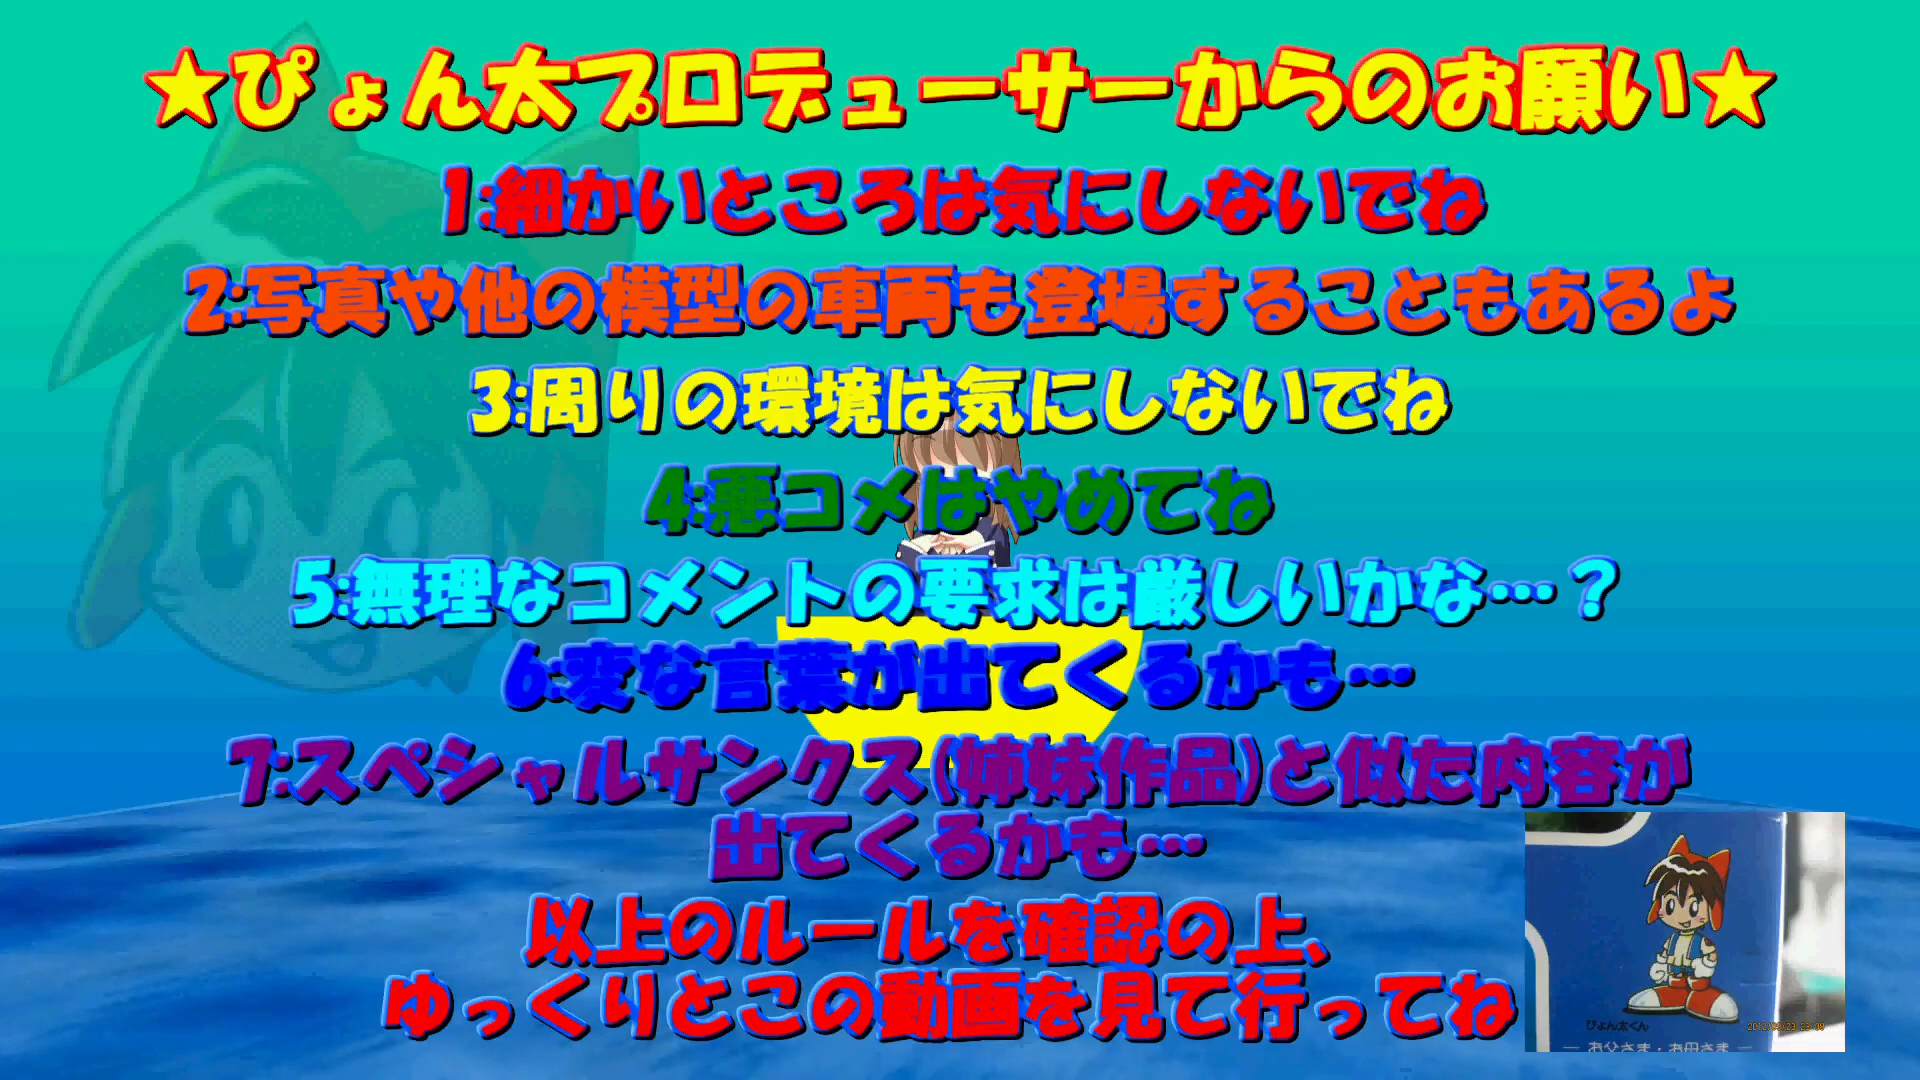 ★ぴょん太プロデューサーからのお願い★
1:細かいところは気にしないでね
2:写真や他の模型の車両も登場することもあるよ
3:周りの環境は気にしないでね
4:悪コメはやめてね
5:無理なコメントの要求は厳しいかな…？
6:変な言葉が出てくるかも…
7:スペシャルサンクス(姉妹作品)と似た内容が
出てくるかも…
以上のルールを確認の上、
ゆっくりとこの動画を見て行ってね
ぴょん太くん
― お父さま・お母さま ―